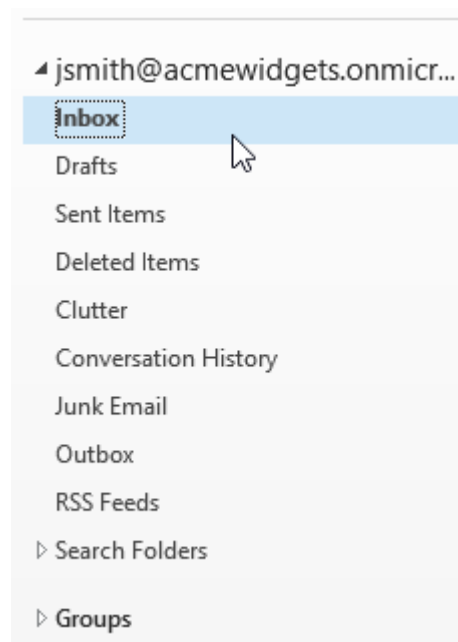 jsmith@acmewidgets.onmicr...
Inbox
Drafts
Sent Items
Deleted Items
Clutter
Conversation History
Junk Email
Outbox
RSS Feeds
Search Folders
Groups